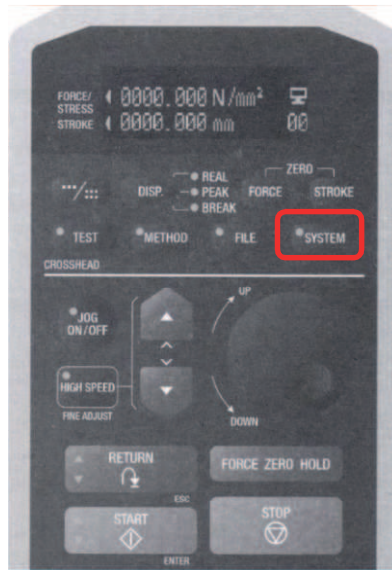 FORCE/ STRESS 0000.000 N/mm²
STROKE 0000.000 mm 00
REAL
ZERO
DISP. PEAK FORCE STROKE
BREAK
TEST METHOD FILE SYSTEM
CROSSHEAD
UP
JOG ON/OFF
HIGH SPEED
FINE ADJUST
DOWN
RETURN
FORCE ZERO HOLD
ESC
START
STOP
ENTER